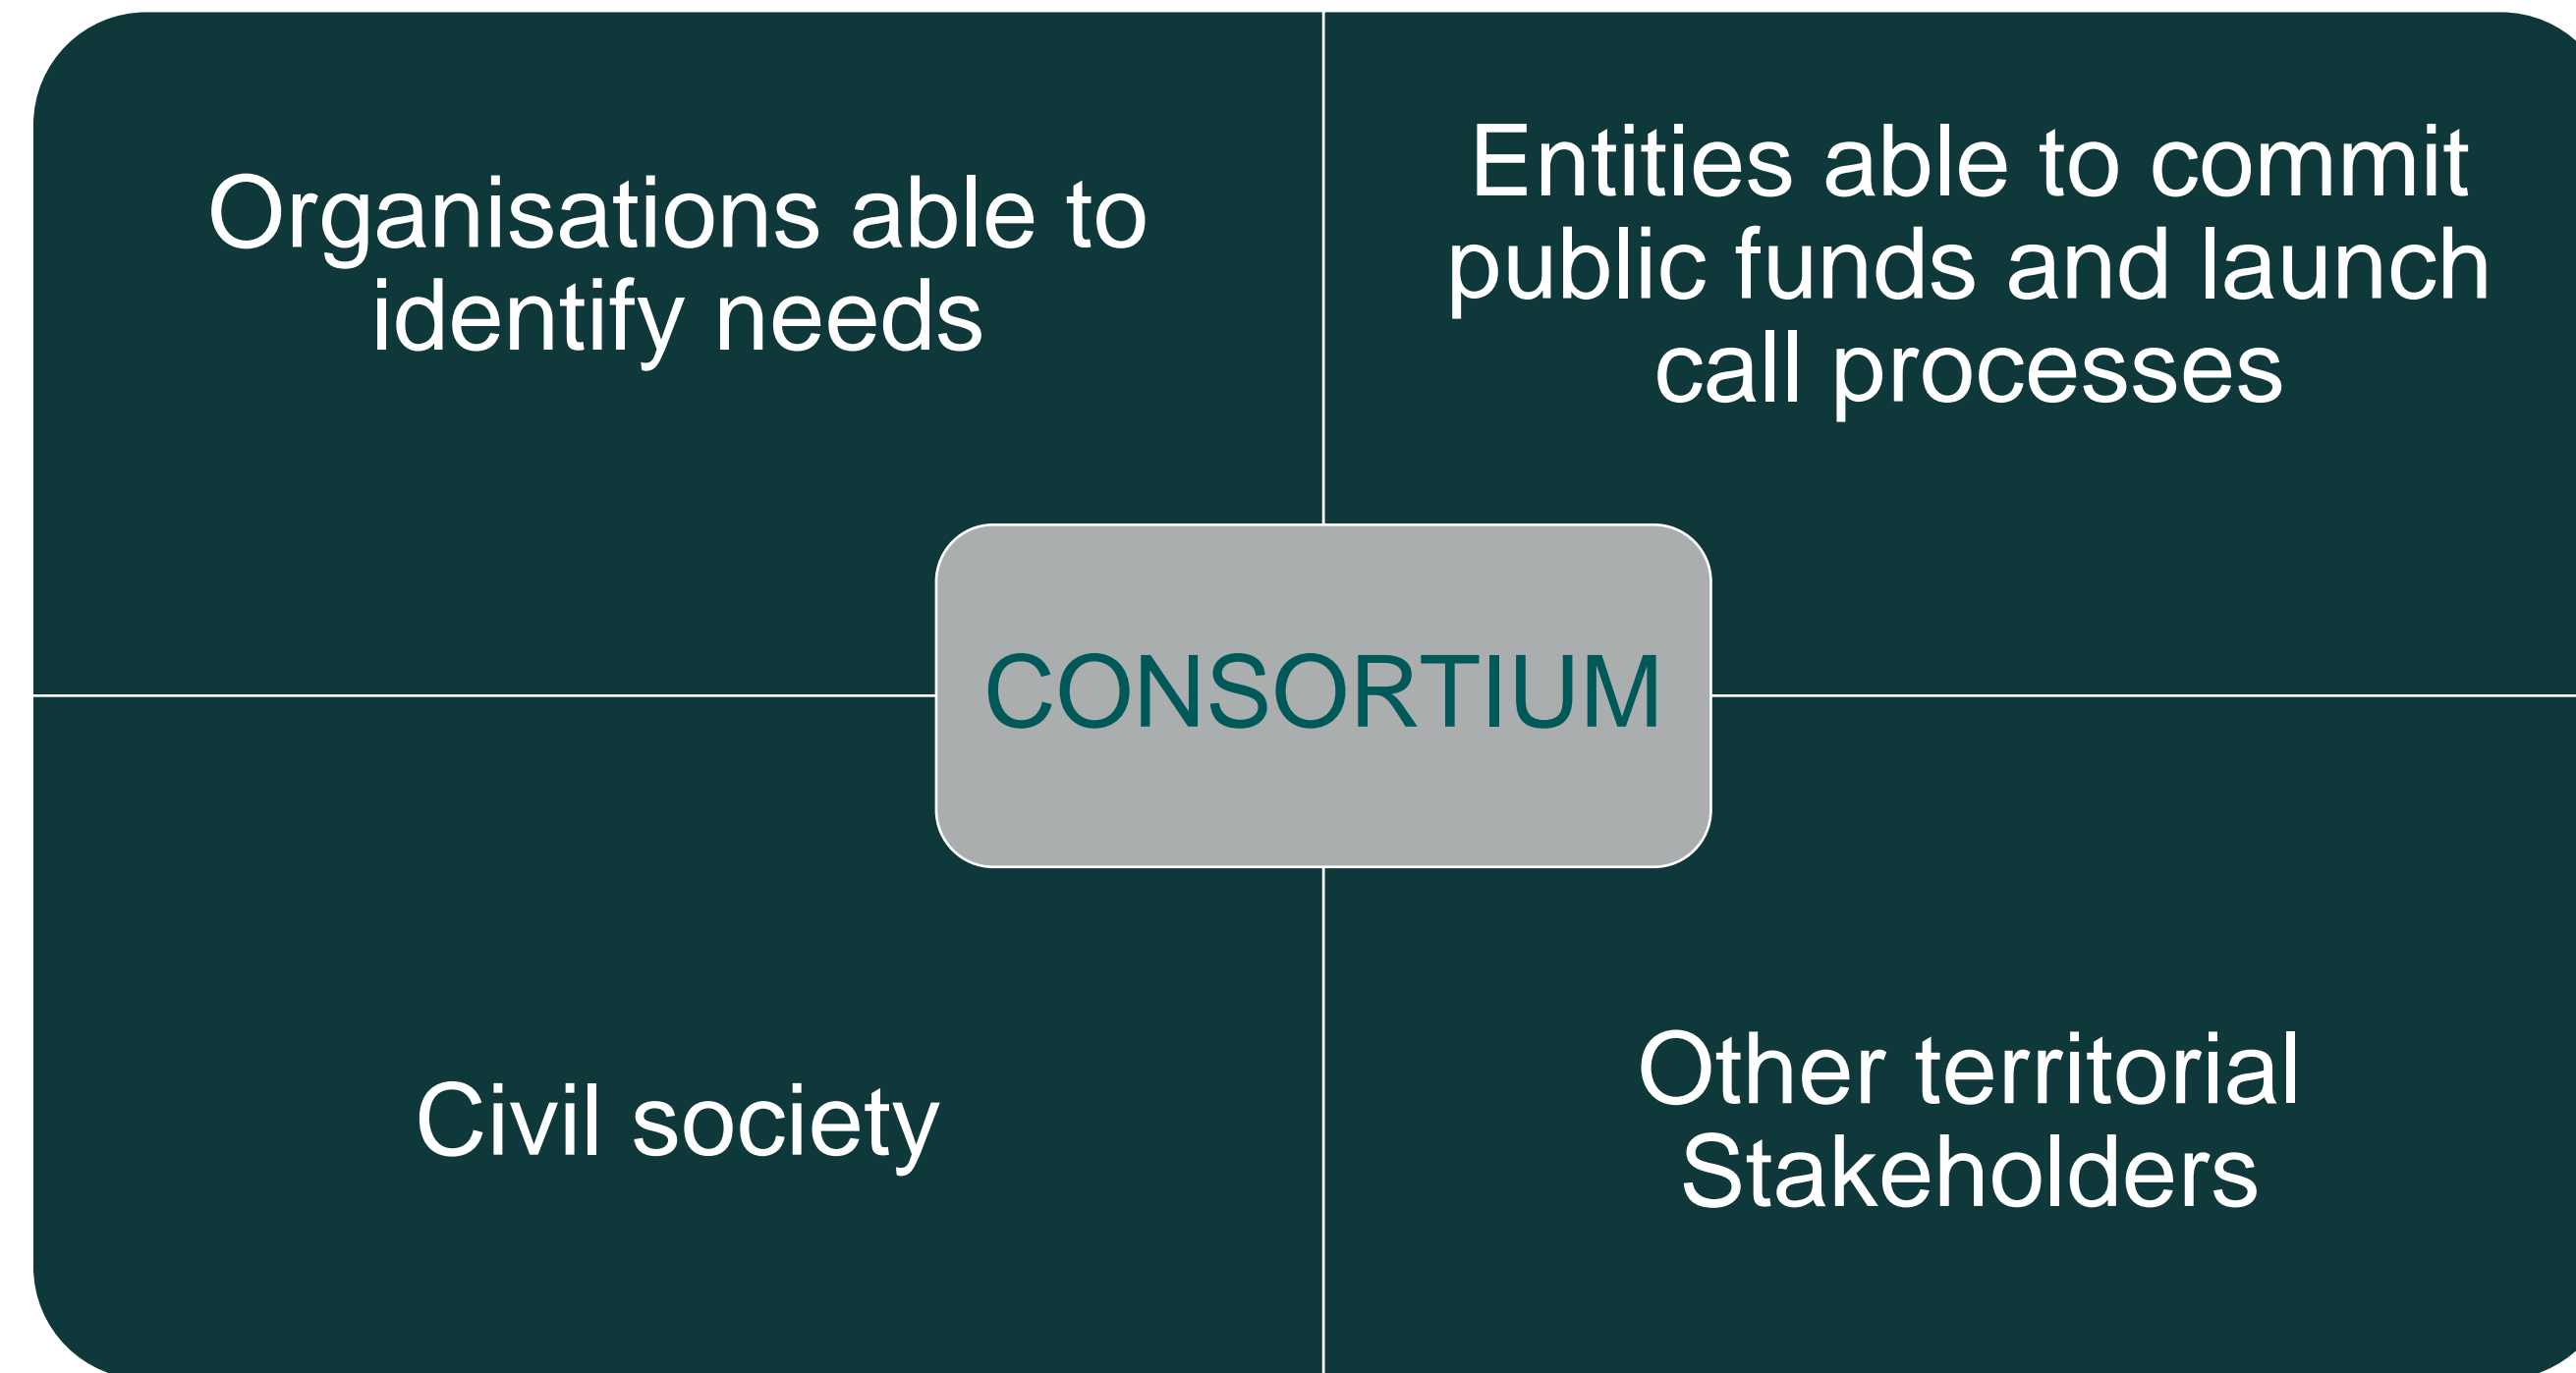 Organisations able to
identify needs
Entities able to commit
public funds and launch
call processes
CONSORTIUM
Civil society
Other territorial
Stakeholders